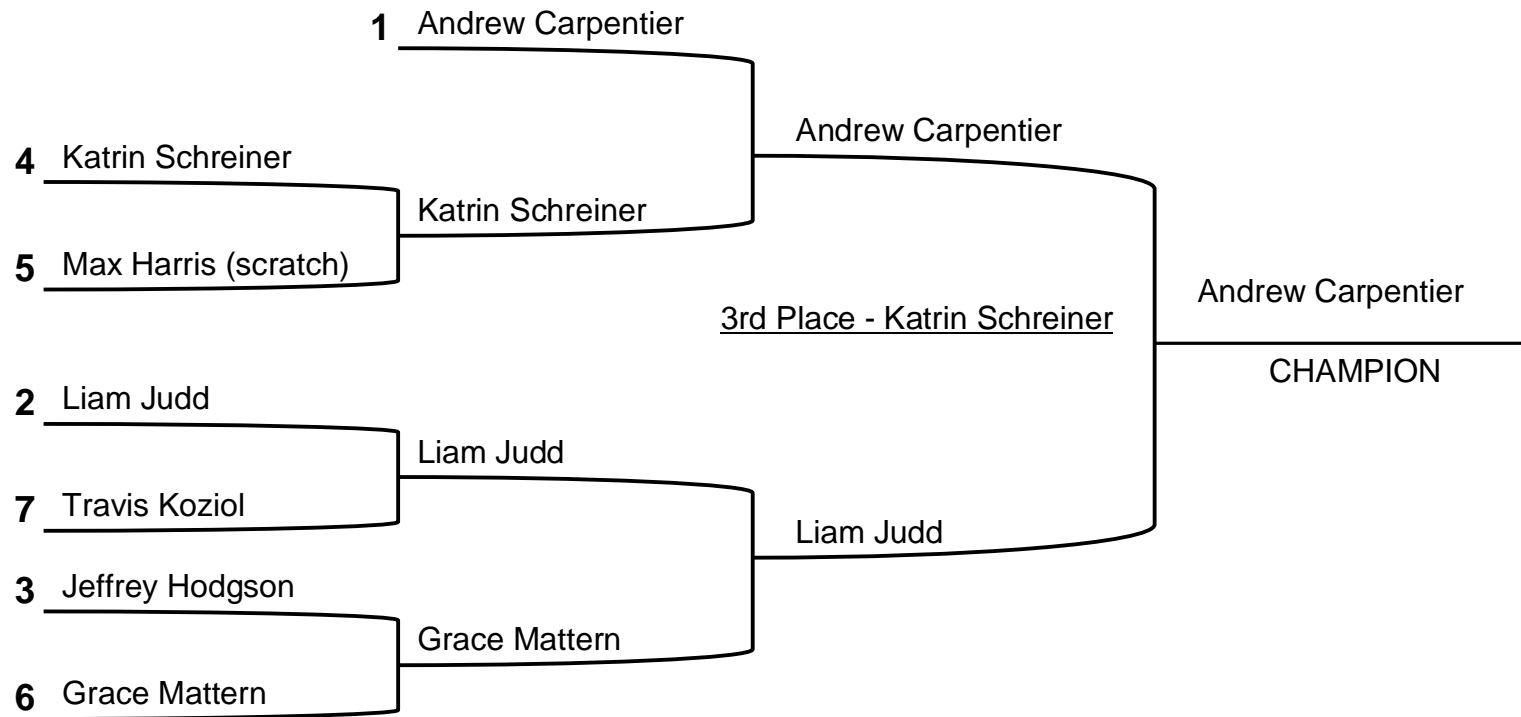 1 Andrew Carpentier
Andrew Carpentier
4 Katrin Schreiner
Katrin Schreiner
5 Max Harris (scratch)
Andrew Carpentier
3rd Place - Katrin Schreiner
CHAMPION
2 Liam Judd
Liam Judd
7 Travis Koziol
Liam Judd
3 Jeffrey Hodgson
Grace Mattern
6 Grace Mattern